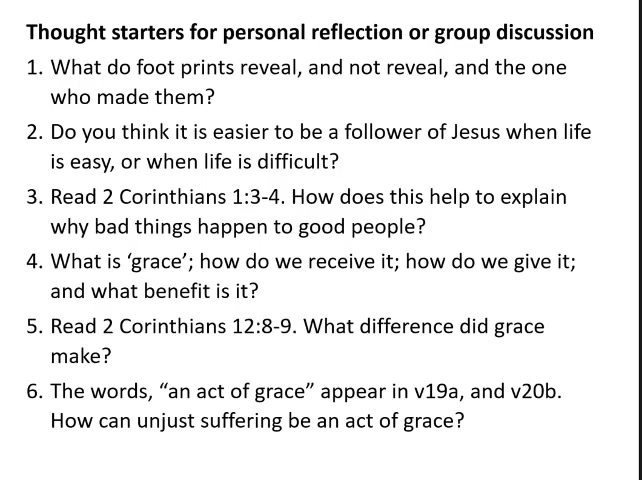 Thought starters for personal reflection or group discussion
1. What do foot prints reveal, and not reveal, and the one
who made them?
2. Do you think it is easier to be a follower of Jesus when life
is easy, or when life is difficult?
3. Read 2 Corinthians 1:3-4. How does this help to explain
why bad things happen to good people?
4. What is ‘grace’; how do we receive it; how do we give it;
and what benefit is it?
5. Read 2 Corinthians 12:8-9. What difference did grace
make?
6. The words, “an act of grace” appear in v19a, and v20b.
How can unjust suffering be an act of grace?